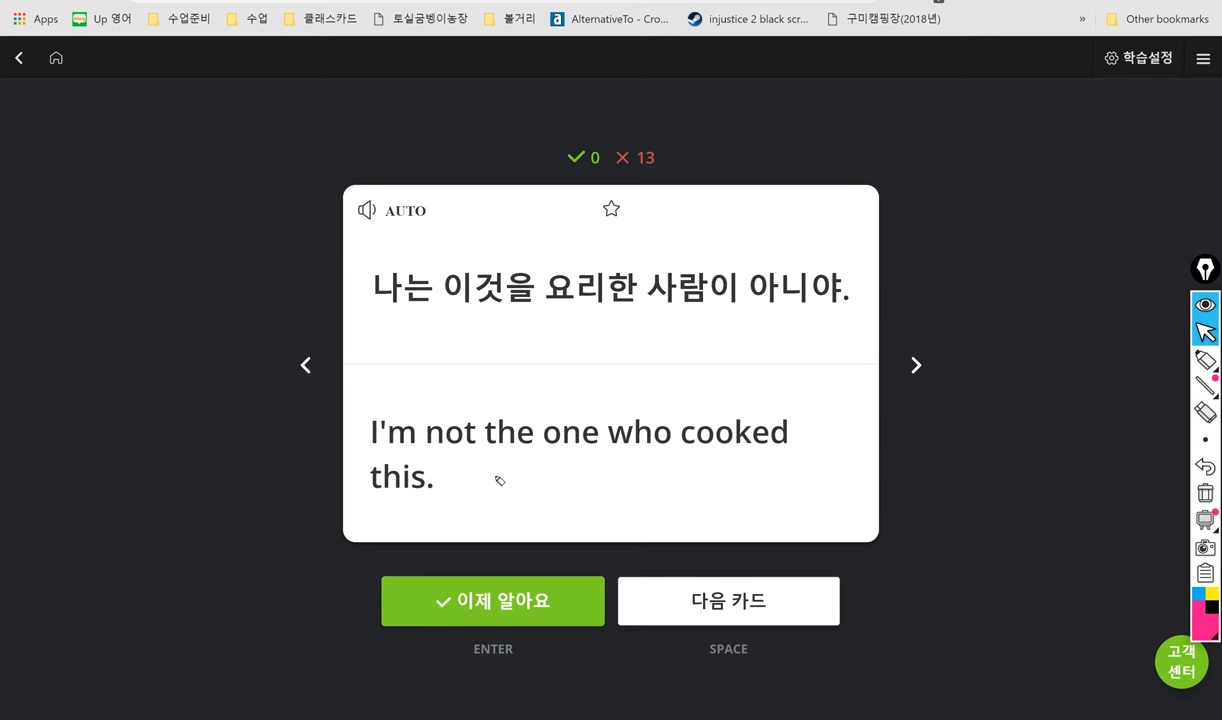 Apps Up 영어 수업준비 수업 클래스카드 토실굼벵이농장 볼거리 AlternativeTo - Cro... injustice 2 black scr... 구미캠핑장(2018년) » Other bookmarks
학습설정
0 13
AUTO
나는 이것을 요리한 사람이 아니야.
I'm not the one who cooked
this.
이제 알아요 다음 카드
ENTER SPACE
고객
센터